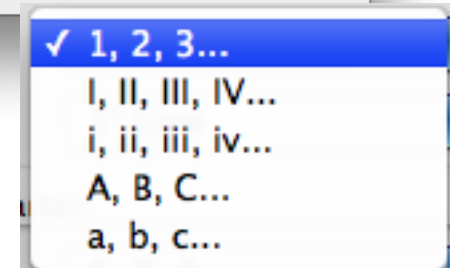 ✓ 1, 2, 3...
I, II, III, IV...
i, ii, iii, iv...
A, B, C...
a, b, c...